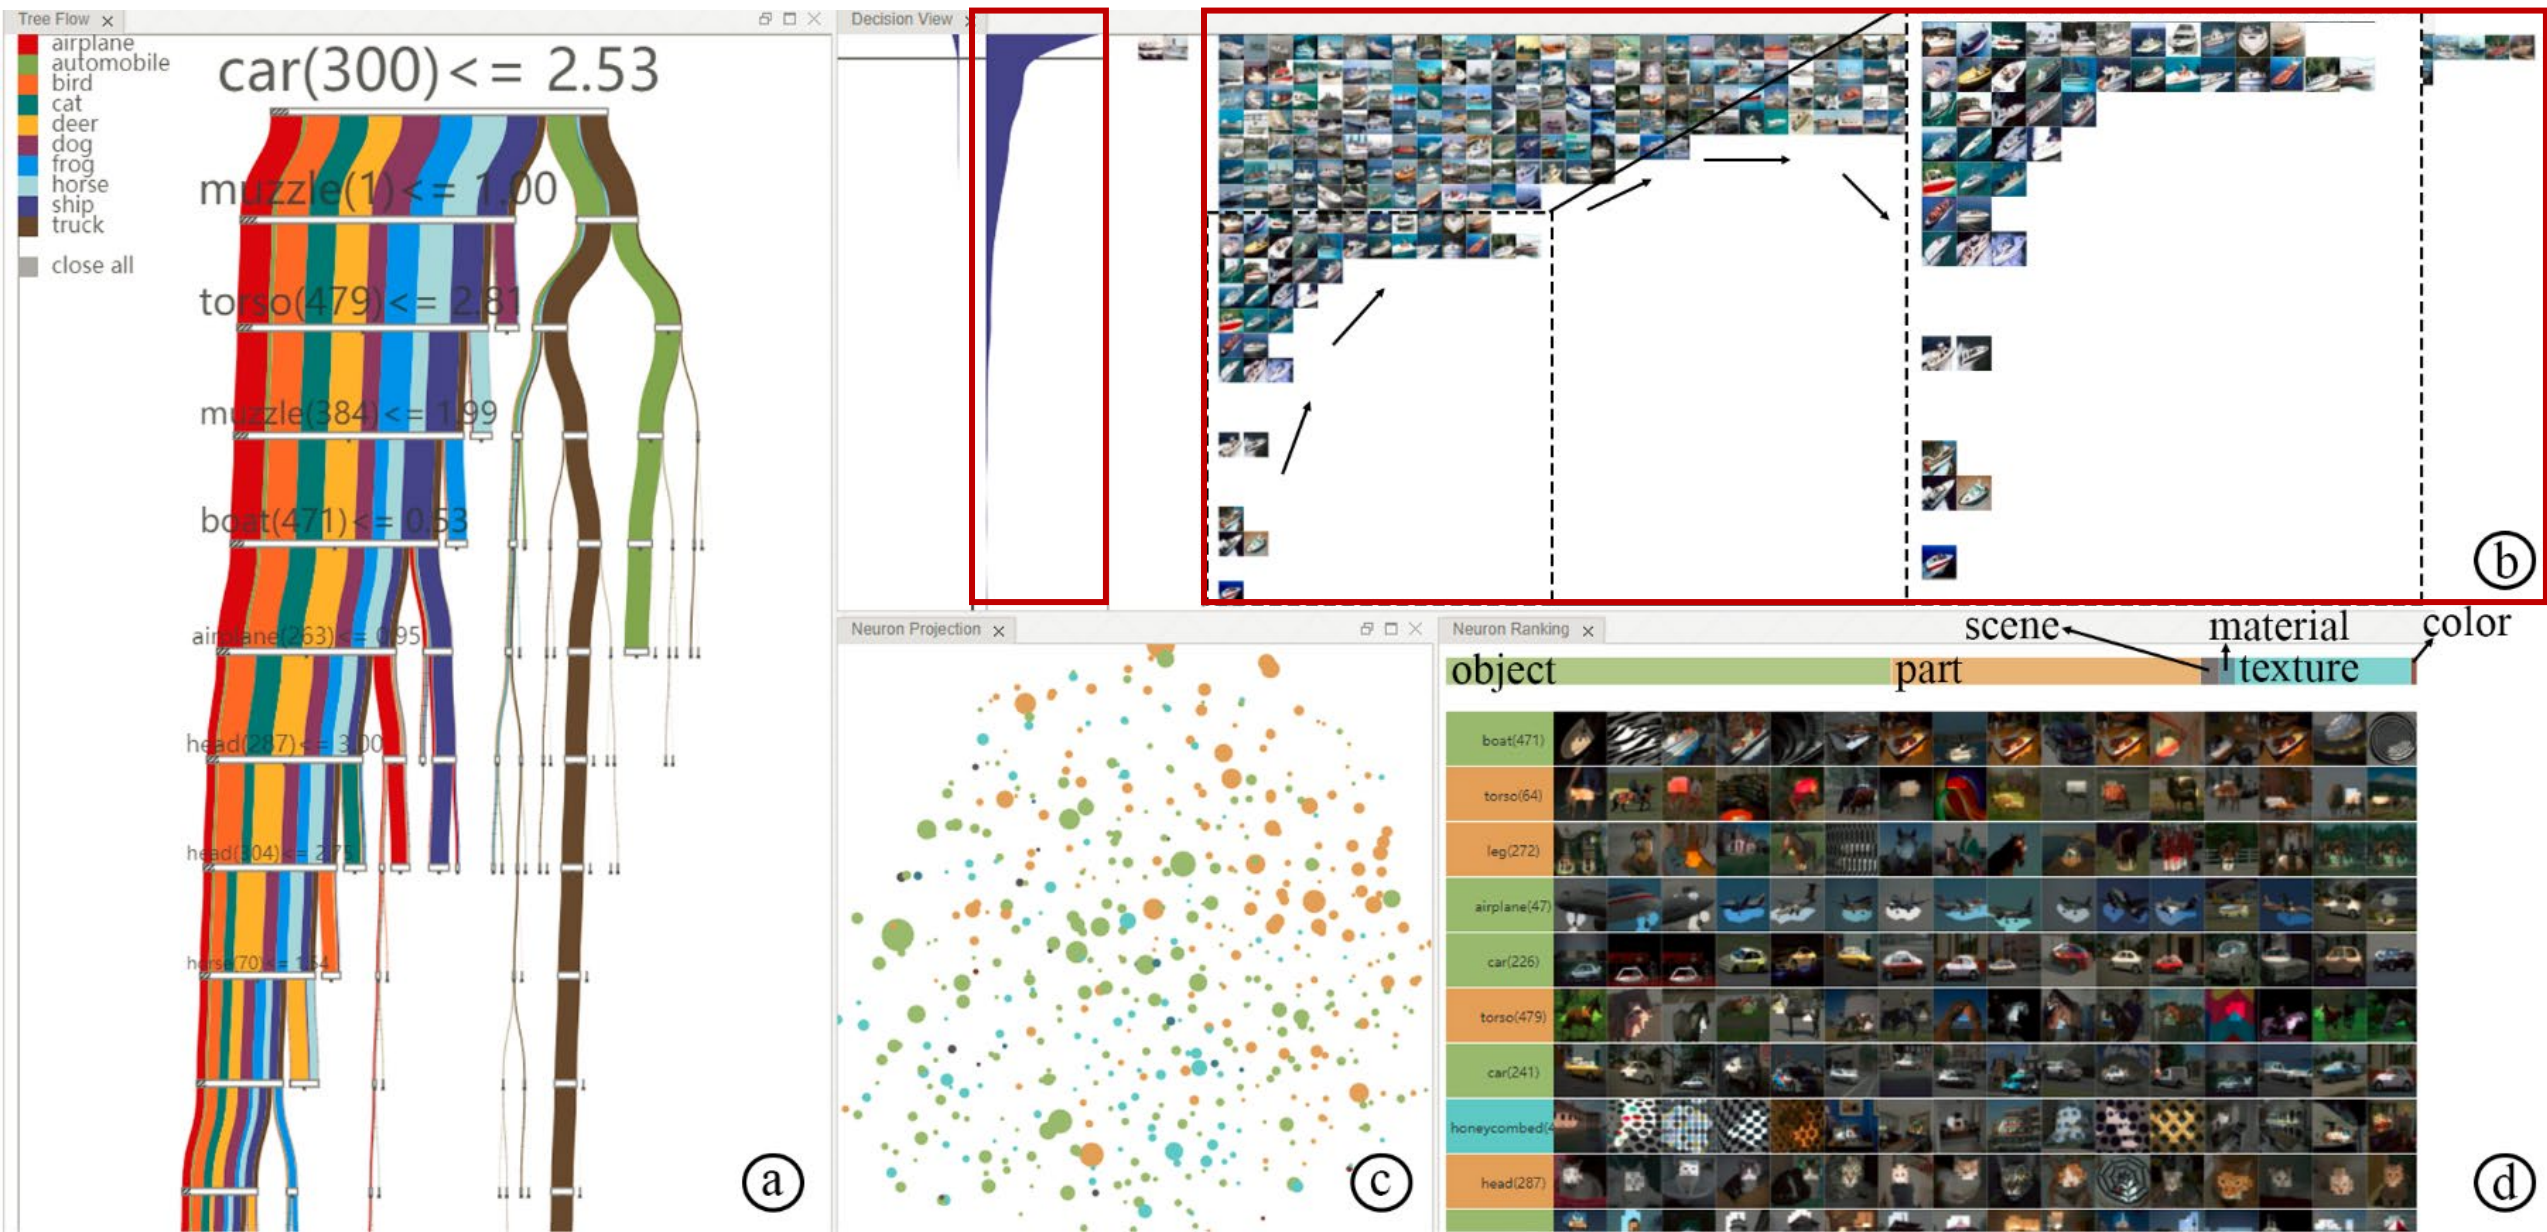 Tree Flow
airplane
automobile
bird
cat
deer
dog
frog
horse
ship
truck
close all
car(300)<= 2.53
muzzle(1)<= 1.00
torso(479)<= 2.81
muzzle(384)<= 1.99
boat(471)<= 0.53
airplane(263)<= 0.95
head(287)<= 3.00
head(304)<= 2.75
horse(70)<= 1.54
a
Decision View
b
Neuron Projection
c
Neuron Ranking
scene
material
color
object
part
texture
boat(471)
torso(64)
leg(272)
airplane(47)
car(226)
torso(479)
car(241)
honeycombed(4
head(287)
d